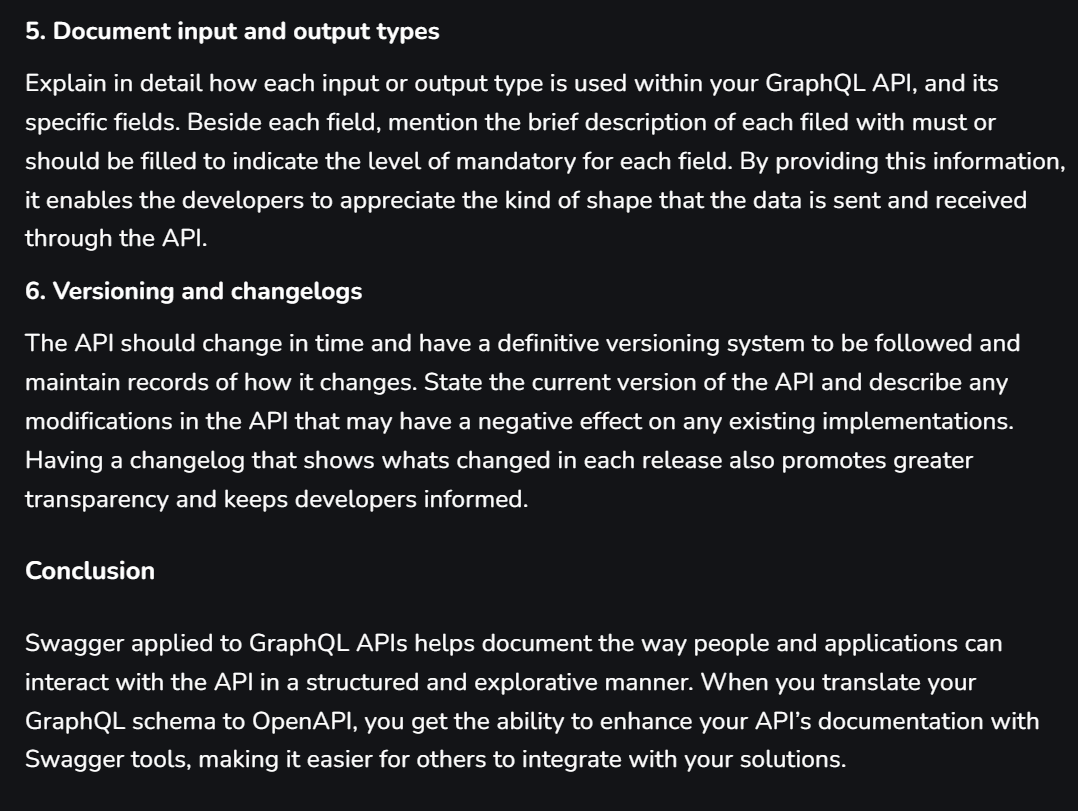 5. Document input and output types
Explain in detail how each input or output type is used within your GraphQL API, and its
specific fields. Beside each field, mention the brief description of each filed with must or
should be filled to indicate the level of mandatory for each field. By providing this information,
it enables the developers to appreciate the kind of shape that the data is sent and received
through the API.
6. Versioning and changelogs
The API should change in time and have a definitive versioning system to be followed and
maintain records of how it changes. State the current version of the API and describe any
modifications in the API that may have a negative effect on any existing implementations.
Having a changelog that shows whats changed in each release also promotes greater
transparency and keeps developers informed.
Conclusion
Swagger applied to GraphQL APIs helps document the way people and applications can
interact with the API in a structured and explorative manner. When you translate your
GraphQL schema to OpenAPI, you get the ability to enhance your API’s documentation with
Swagger tools, making it easier for others to integrate with your solutions.